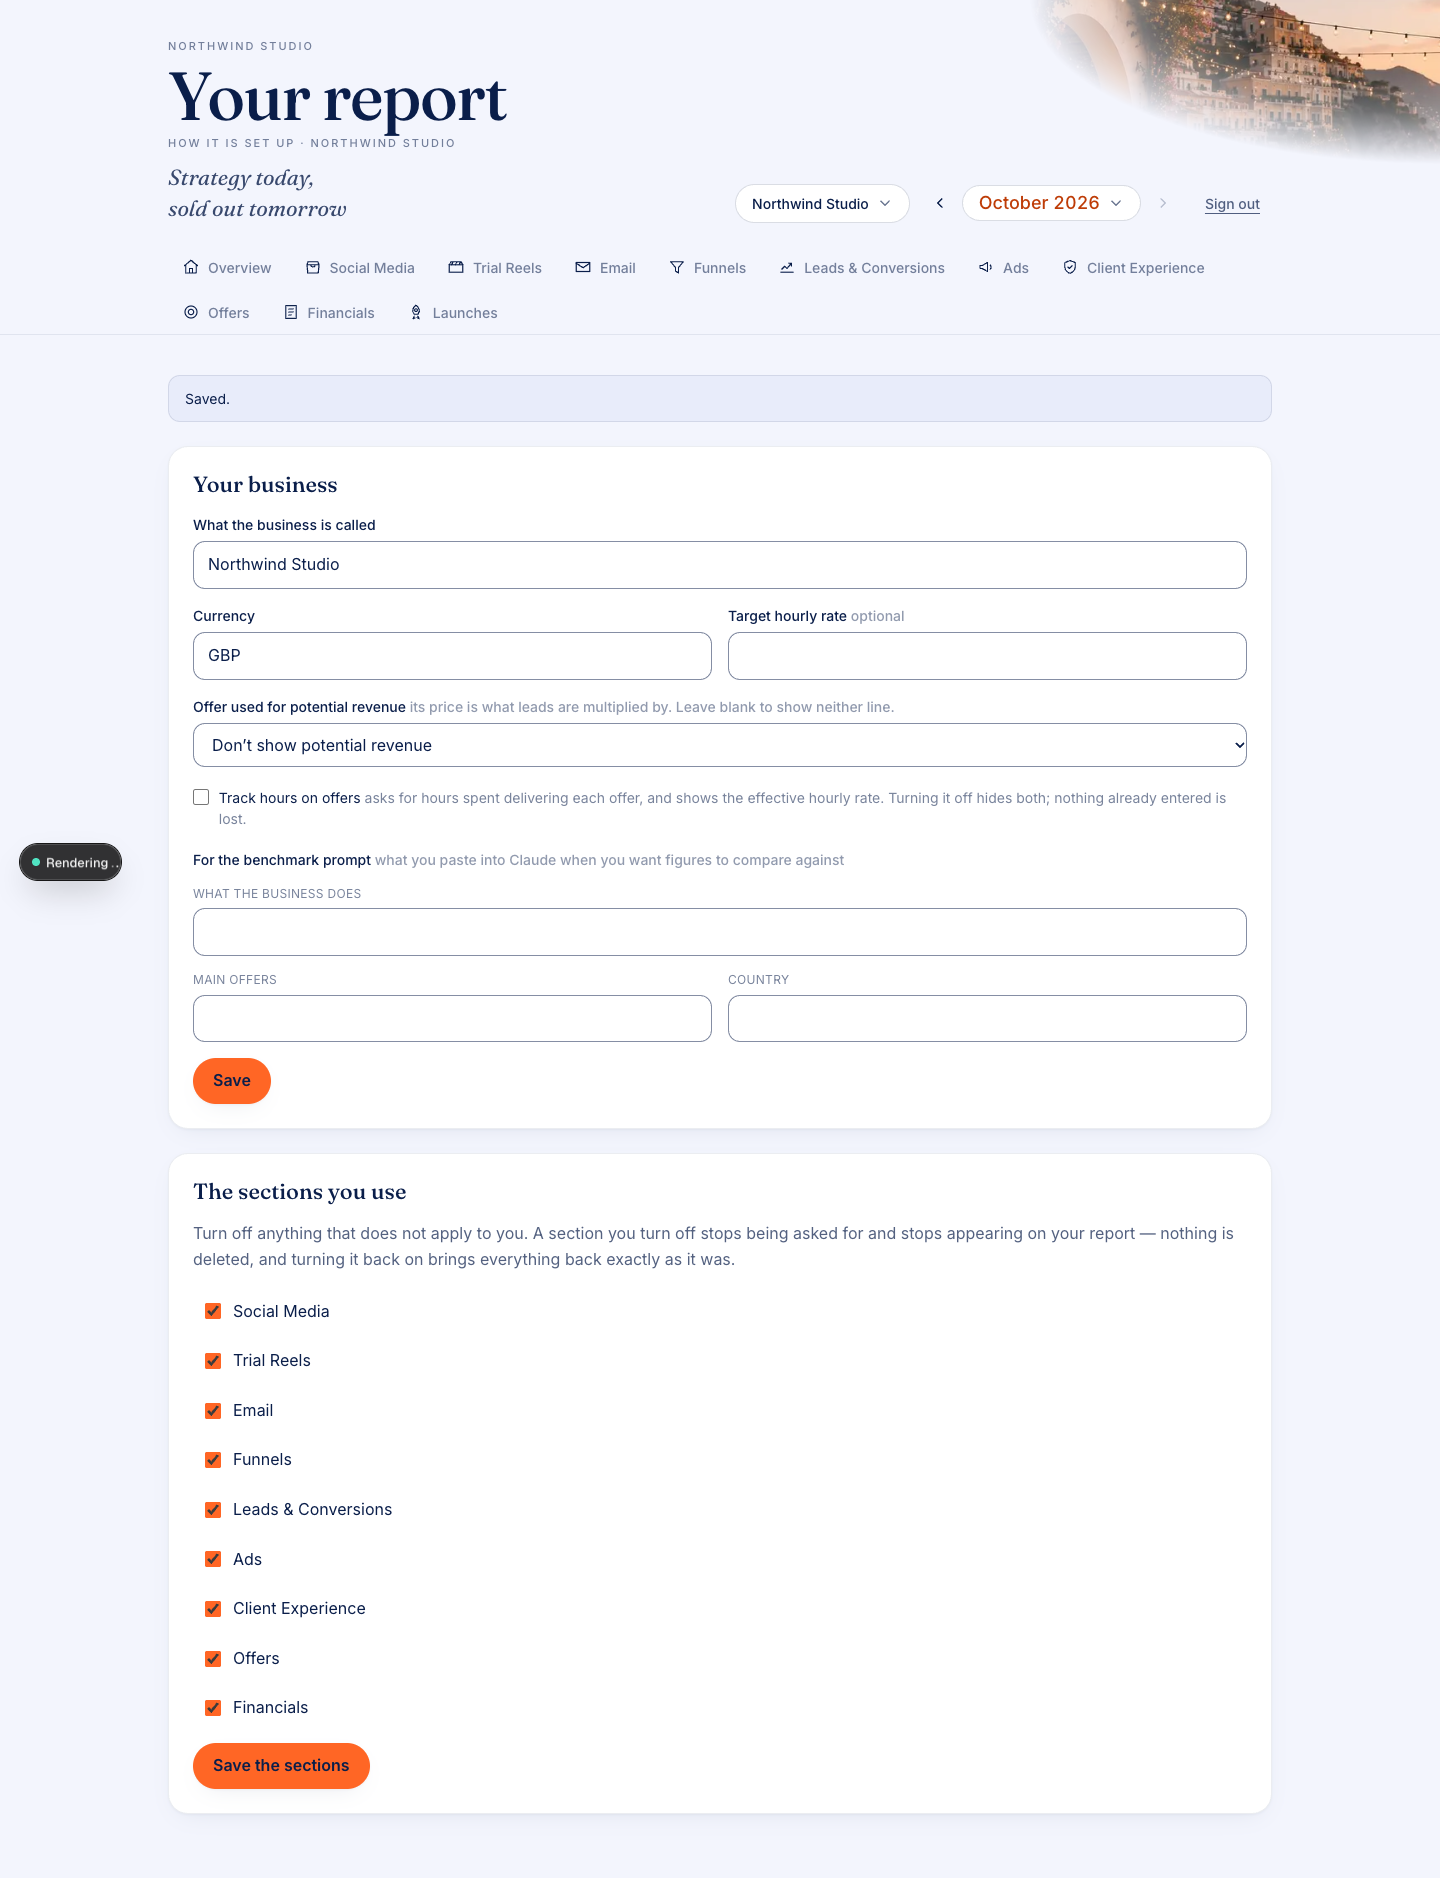 NORTHWIND STUDIO
Your report
HOW IT IS SET UP · NORTHWIND STUDIO
Strategy today,
sold out tomorrow
Northwind Studio
October 2026
Sign out
Overview
Social Media
Trial Reels
Email
Funnels
Leads & Conversions
Ads
Client Experience
Offers
Financials
Launches
Saved.
Your business
What the business is called
Northwind Studio
Currency
Target hourly rate optional
GBP
Offer used for potential revenue its price is what leads are multiplied by. Leave blank to show neither line.
Don’t show potential revenue
Track hours on offers asks for hours spent delivering each offer, and shows the effective hourly rate. Turning it off hides both; nothing already entered is
lost.
Rendering ...
For the benchmark prompt what you paste into Claude when you want figures to compare against
WHAT THE BUSINESS DOES
MAIN OFFERS
COUNTRY
Save
The sections you use
Turn off anything that does not apply to you. A section you turn off stops being asked for and stops appearing on your report — nothing is
deleted, and turning it back on brings everything back exactly as it was.
Social Media
Trial Reels
Email
Funnels
Leads & Conversions
Ads
Client Experience
Offers
Financials
Save the sections